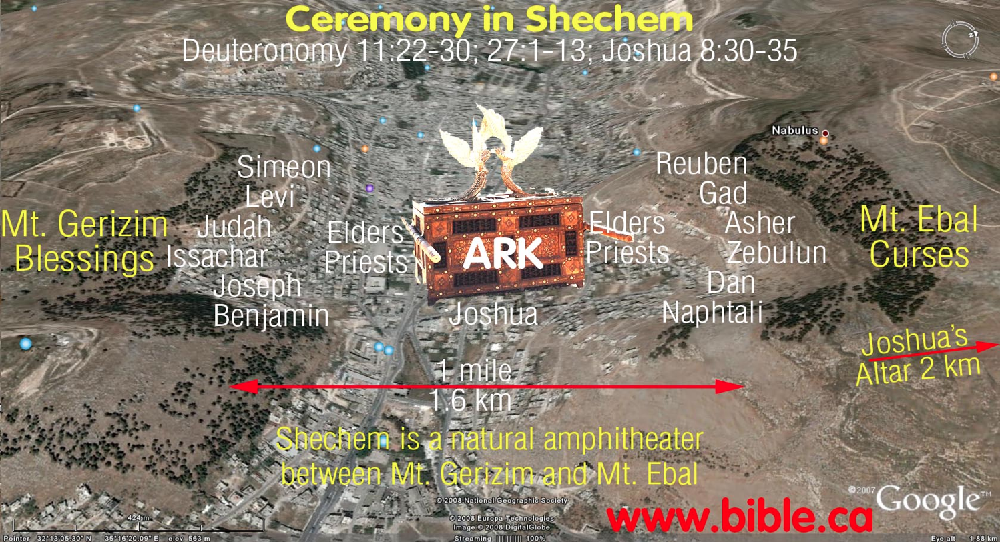 Ceremony in Shechem
Deuteronomy 11:22-30; 27:1-13; Joshua 8:30-35
N
Nabulus
Simeon
Levi
Judah
Issachar
Joseph
Benjamin
Mt. Gerizim
Blessings
Elders
Priests
ARK
Joshua
Elders
Priests
Reuben
Gad
Asher
Zebulun
Dan
Naphtali
Mt. Ebal
Curses
Joshua's
Altar 2 km
1 mile
1.6 km
Shechem is a natural amphitheater
between Mt. Gerizim and Mt. Ebal
© 2008 National Geographic Society
© 2008 Europa Technologies
Image © 2008 DigitalGlobe
www.bible.ca
©2007 Google™
424 m
Pointer 32°13'05.30" N 35°16'20.09" E elev 563 m
Streaming |||||||||| 100%
Eye alt 1.88 km